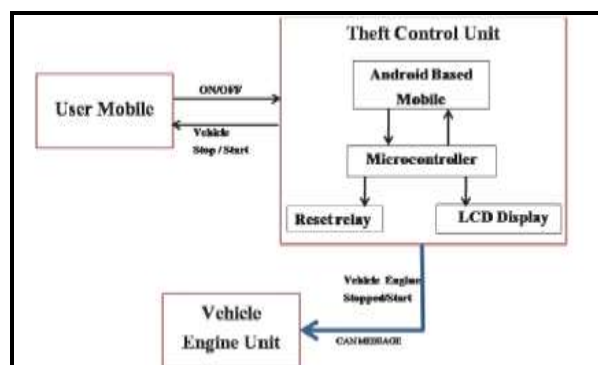 Theft Control Unit
Android Based
Mobile
ON/OFF
User Mobile
Vehicle
Stop / Start
Microcontroller
Reset relay
LCD Display
Vehicle Engine
Stopped/Start
Vehicle
Engine Unit
CAN MESSAGE